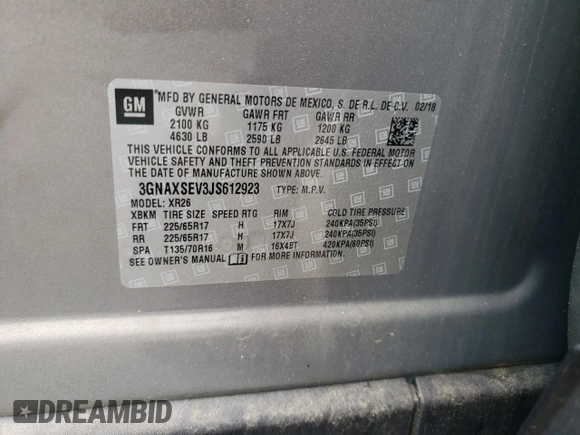 GM
MFD BY GENERAL MOTORS DE MEXICO, S. DE R.L. DE C.V. 02/18
GVWR GAWR FRT GAWR RR
2100 KG 1175 KG 1200 KG
4630 LB 2590 LB 2645 LB
THIS VEHICLE CONFORMS TO ALL APPLICABLE U.S. FEDERAL MOTOR
VEHICLE SAFETY AND THEFT PREVENTION STANDARDS IN EFFECT ON
THE DATE OF MANUFACTURE SHOWN ABOVE.
3GNAXSEV3JS612923 TYPE: M.P.V.
MODEL: XR26
XBKM TIRE SIZE SPEED RTG RIM COLD TIRE PRESSURE
FRT 225/65R17 H 17X7J 240KPA(35PSI)
RR 225/65R17 H 17X7J 240KPA(35PSI)
SPA T135/70R16 M 16X4BT 420KPA(60PSI)
SEE OWNER'S MANUAL FOR MORE INFORMATION.
DREAMBID